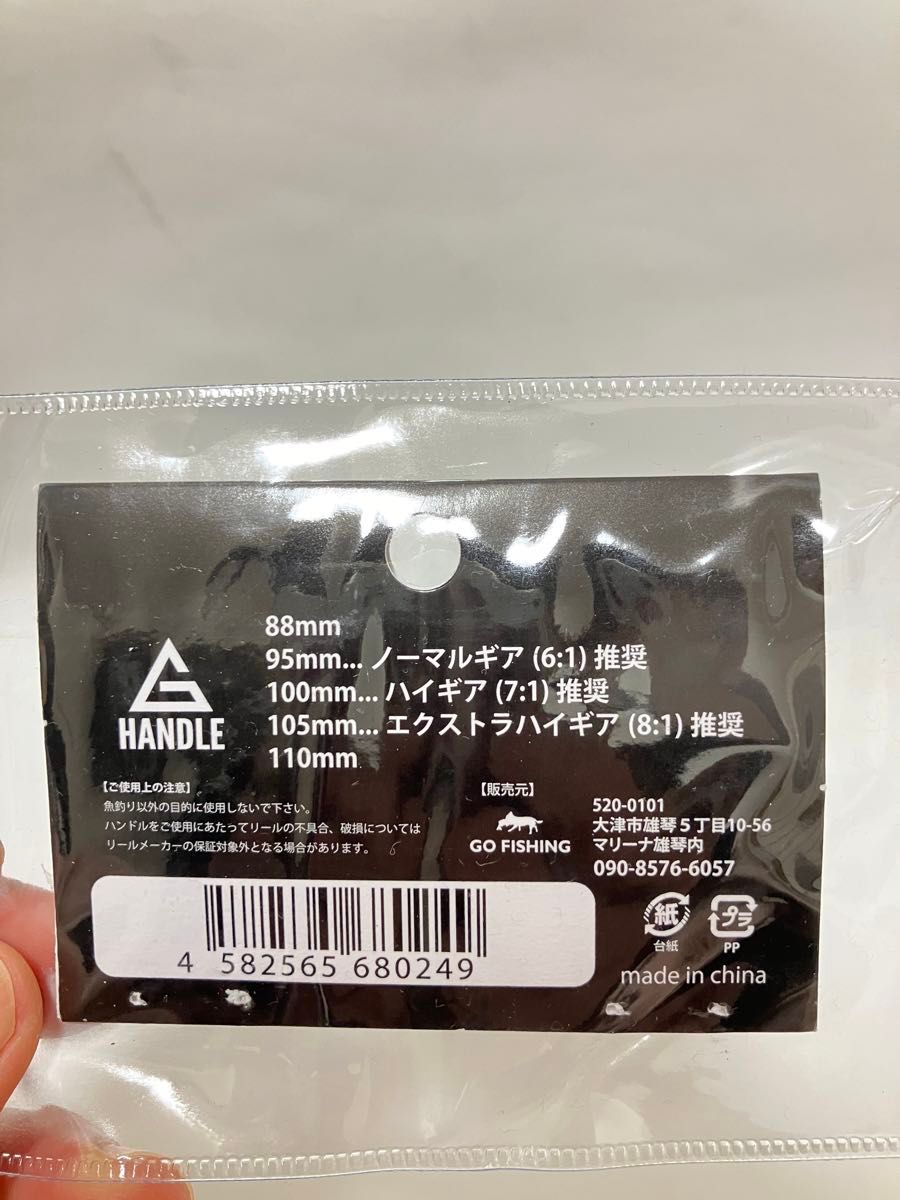 88mm
95mm... ノーマルギア (6:1) 推奨
100mm... ハイギア (7:1) 推奨
105mm... エクストラハイギア (8:1) 推奨
110mm
HANDLE
【ご使用上の注意】
魚釣り以外の目的に使用しないで下さい。
ハンドルをご使用にあたってリールの不具合、破損については
リールメーカーの保証対象外となる場合があります。
【販売元】
GO FISHING
520-0101
大津市雄琴5丁目10-56
マリーナ雄琴内
090-8576-6057
紙
台紙
プラ
PP
made in china
4 582565 680249